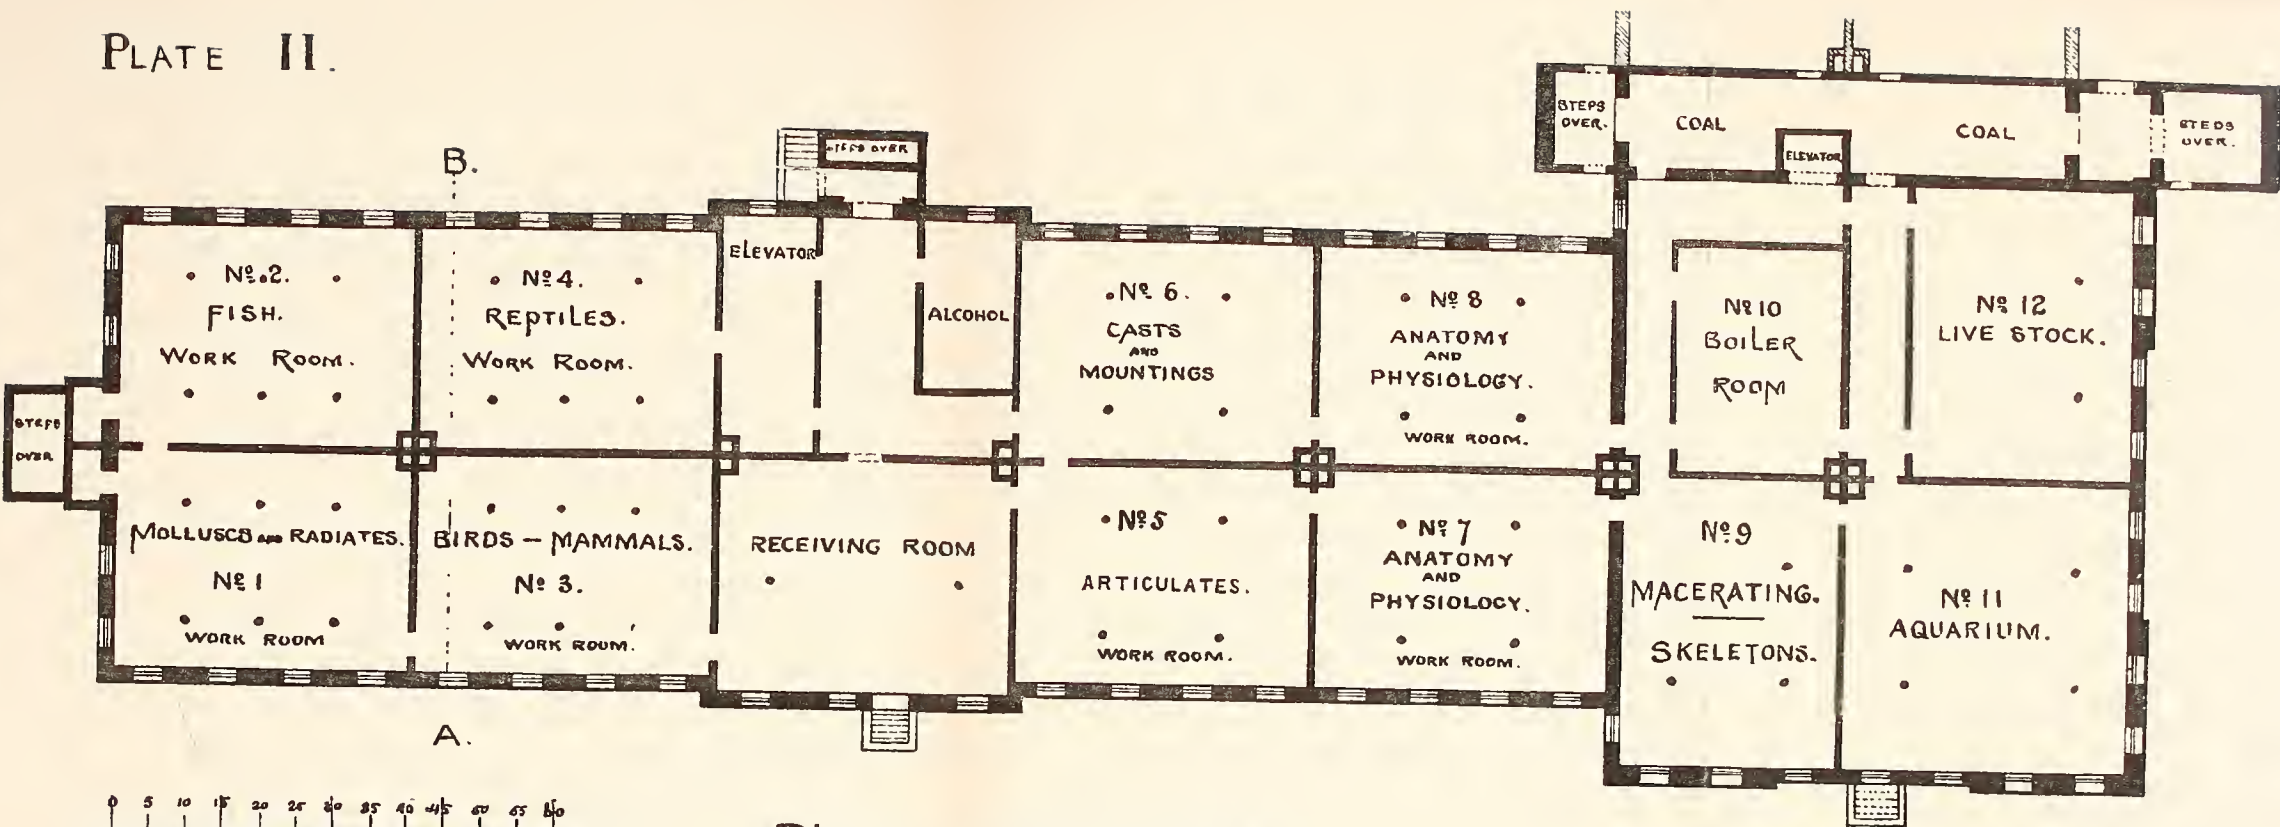 PLATE II.
B.
STEPS
OVER.
COAL
ELEVATOR
COAL
STEDS
OVER.
STEPS OVER
ELEVATOR
ALCOHOL
No. 2.
FISH.
WORK ROOM.
No 4.
REPTILES.
WORK ROOM.
No 6.
CASTS
AND
MOUNTINGS
No 8
ANATOMY
AND
PHYSIOLOGY.
WORK ROOM.
No 10
BOILER
ROOM
No 12
LIVE STOCK.
STEPS
OVER
MOLLUSCS AND RADIATES.
No 1
WORK ROOM
BIRDS - MAMMALS.
No 3.
WORK ROOM.
RECEIVING ROOM
No 5
ARTICULATES.
WORK ROOM.
No 7
ANATOMY
AND
PHYSIOLOGY.
WORK ROOM.
No 9
MACERATING.
SKELETONS.
No 11
AQUARIUM.
A.
0 5 10 15 20 25 30 35 40 45 50 55 60